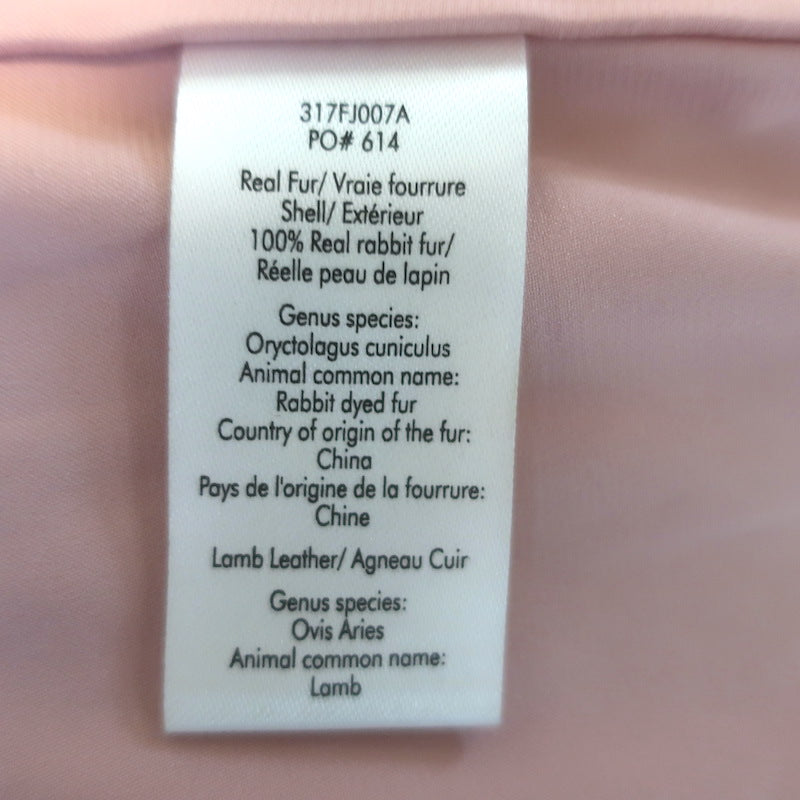 317FJ007A
PO# 614
Real Fur/ Vraie fourrure
Shell/ Extérieur
100% Real rabbit fur/
Réelle peau de lapin
Genus species:
Oryctolagus cuniculus
Animal common name:
Rabbit dyed fur
Country of origin of the fur:
China
Pays de l'origine de la fourrure:
Chine
Lamb Leather/ Agneau Cuir
Genus species:
Ovis Aries
Animal common name:
Lamb